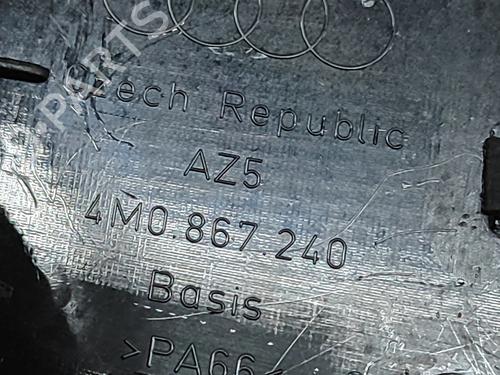 Czech Republic
AZ5
4M0.867.240
Basis
>PA66